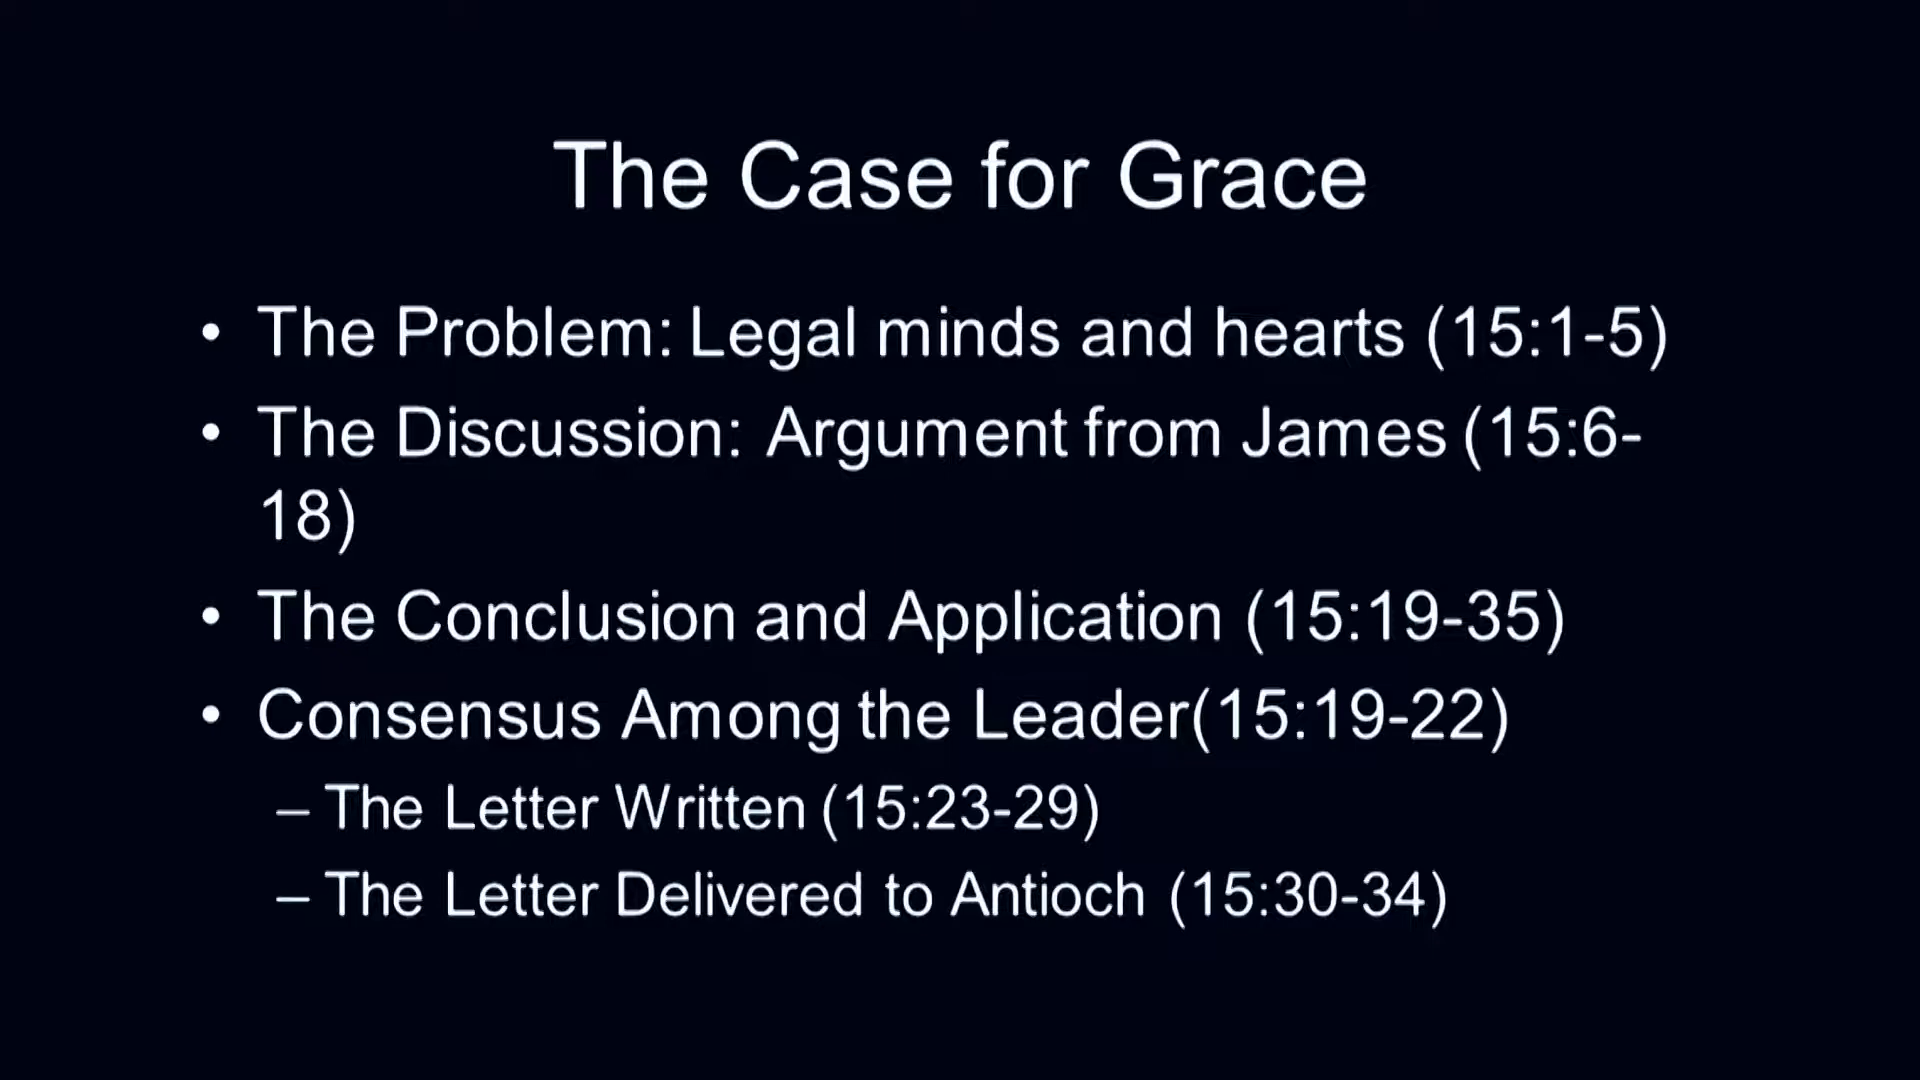 The Case for Grace
• The Problem: Legal minds and hearts (15:1-5)
• The Discussion: Argument from James (15:6-
18)
• The Conclusion and Application (15:19-35)
• Consensus Among the Leader(15:19-22)
– The Letter Written (15:23-29)
– The Letter Delivered to Antioch (15:30-34)